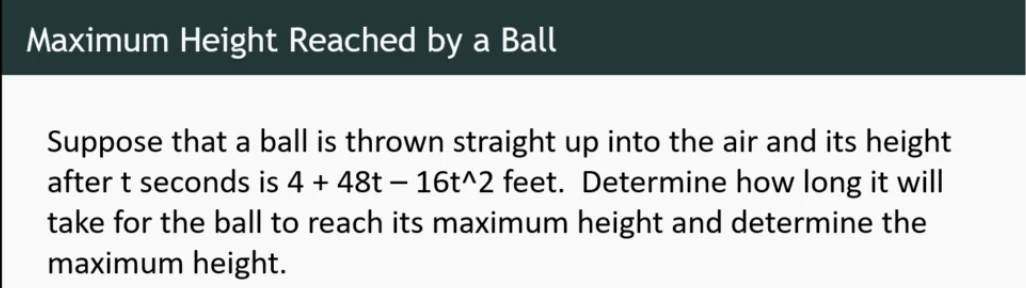 Maximum Height Reached by a Ball
Suppose that a ball is thrown straight up into the air and its height
after t seconds is 4 + 48t – 16t^2 feet.  Determine how long it will
take for the ball to reach its maximum height and determine the
maximum height.